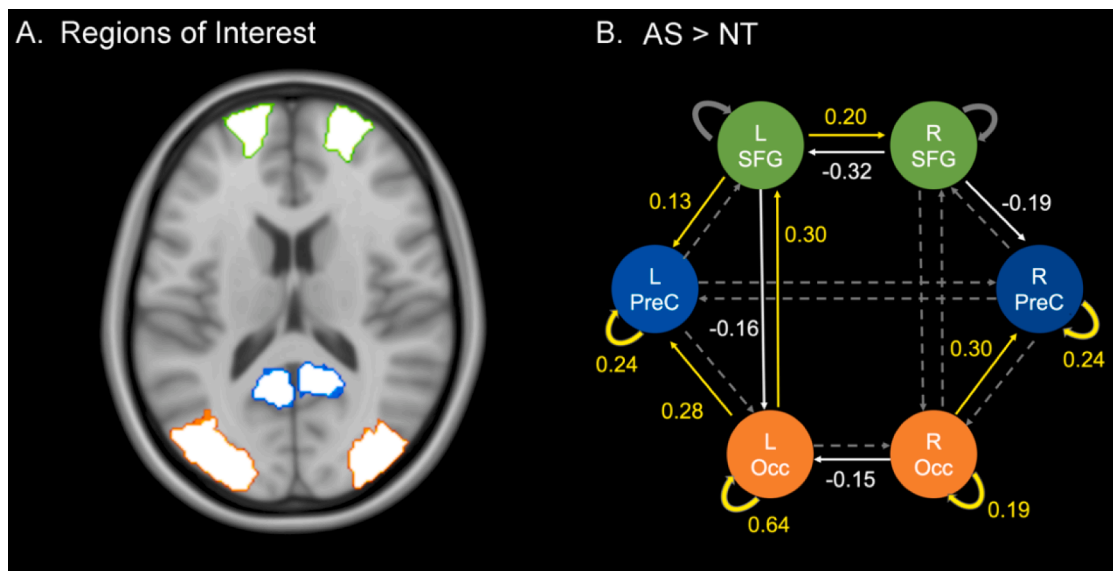 A. Regions of Interest
B. AS > NT
L
SFG
0.20
-0.32
R
SFG
0.13
0.30
-0.19
L
PreC
-0.16
R
PreC
0.24
0.28
0.30
0.24
L
Occ
-0.15
R
Occ
0.64
0.19